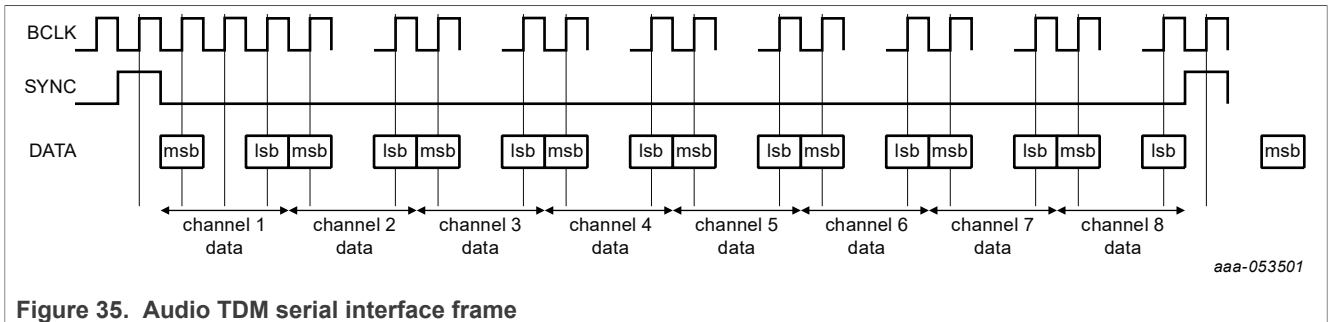 BCLK
SYNC
DATA
msb lsb msb lsb msb lsb msb lsb msb lsb msb lsb msb lsb msb lsb msb
channel 1 channel 2 channel 3 channel 4 channel 5 channel 6 channel 7 channel 8
data data data data data data data data
aaa-053501
Figure 35. Audio TDM serial interface frame